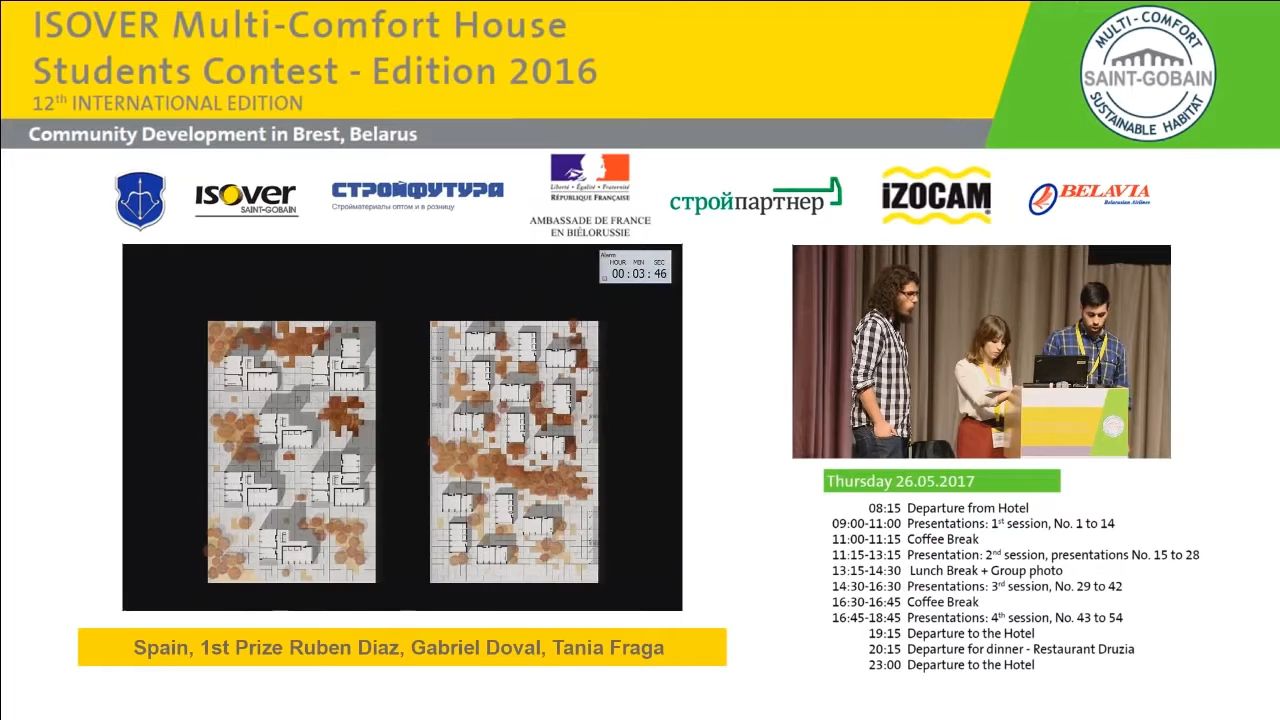 ISOVER Multi-Comfort House
Students Contest - Edition 2016
12th INTERNATIONAL EDITION
Community Development in Brest, Belarus
MULTI-COMFORT
SAINT-GOBAIN
SUSTAINABLE HABITAT
isover
SAINT-GOBAIN
СТРОЙФУТУРА
Стройматериалы оптом и в розницу
Liberté • Égalité • Fraternité
RÉPUBLIQUE FRANÇAISE
AMBASSADE DE FRANCE
EN BIÉLORUSSIE
стройпартнер
iZOCAM
BELAVIA
Belarusian Airlines
Alarm
HOUR MIN SEC
00:03:46
Spain, 1st Prize Ruben Diaz, Gabriel Doval, Tania Fraga
Thursday 26.05.2017
08:15 Departure from Hotel
09:00-11:00 Presentations: 1st session, No. 1 to 14
11:00-11:15 Coffee Break
11:15-13:15 Presentation: 2nd session, presentations No. 15 to 28
13:15-14:30 Lunch Break + Group photo
14:30-16:30 Presentations: 3rd session, No. 29 to 42
16:30-16:45 Coffee Break
16:45-18:45 Presentations: 4th session, No. 43 to 54
19:15 Departure to the Hotel
20:15 Departure for dinner - Restaurant Druzia
23:00 Departure to the Hotel